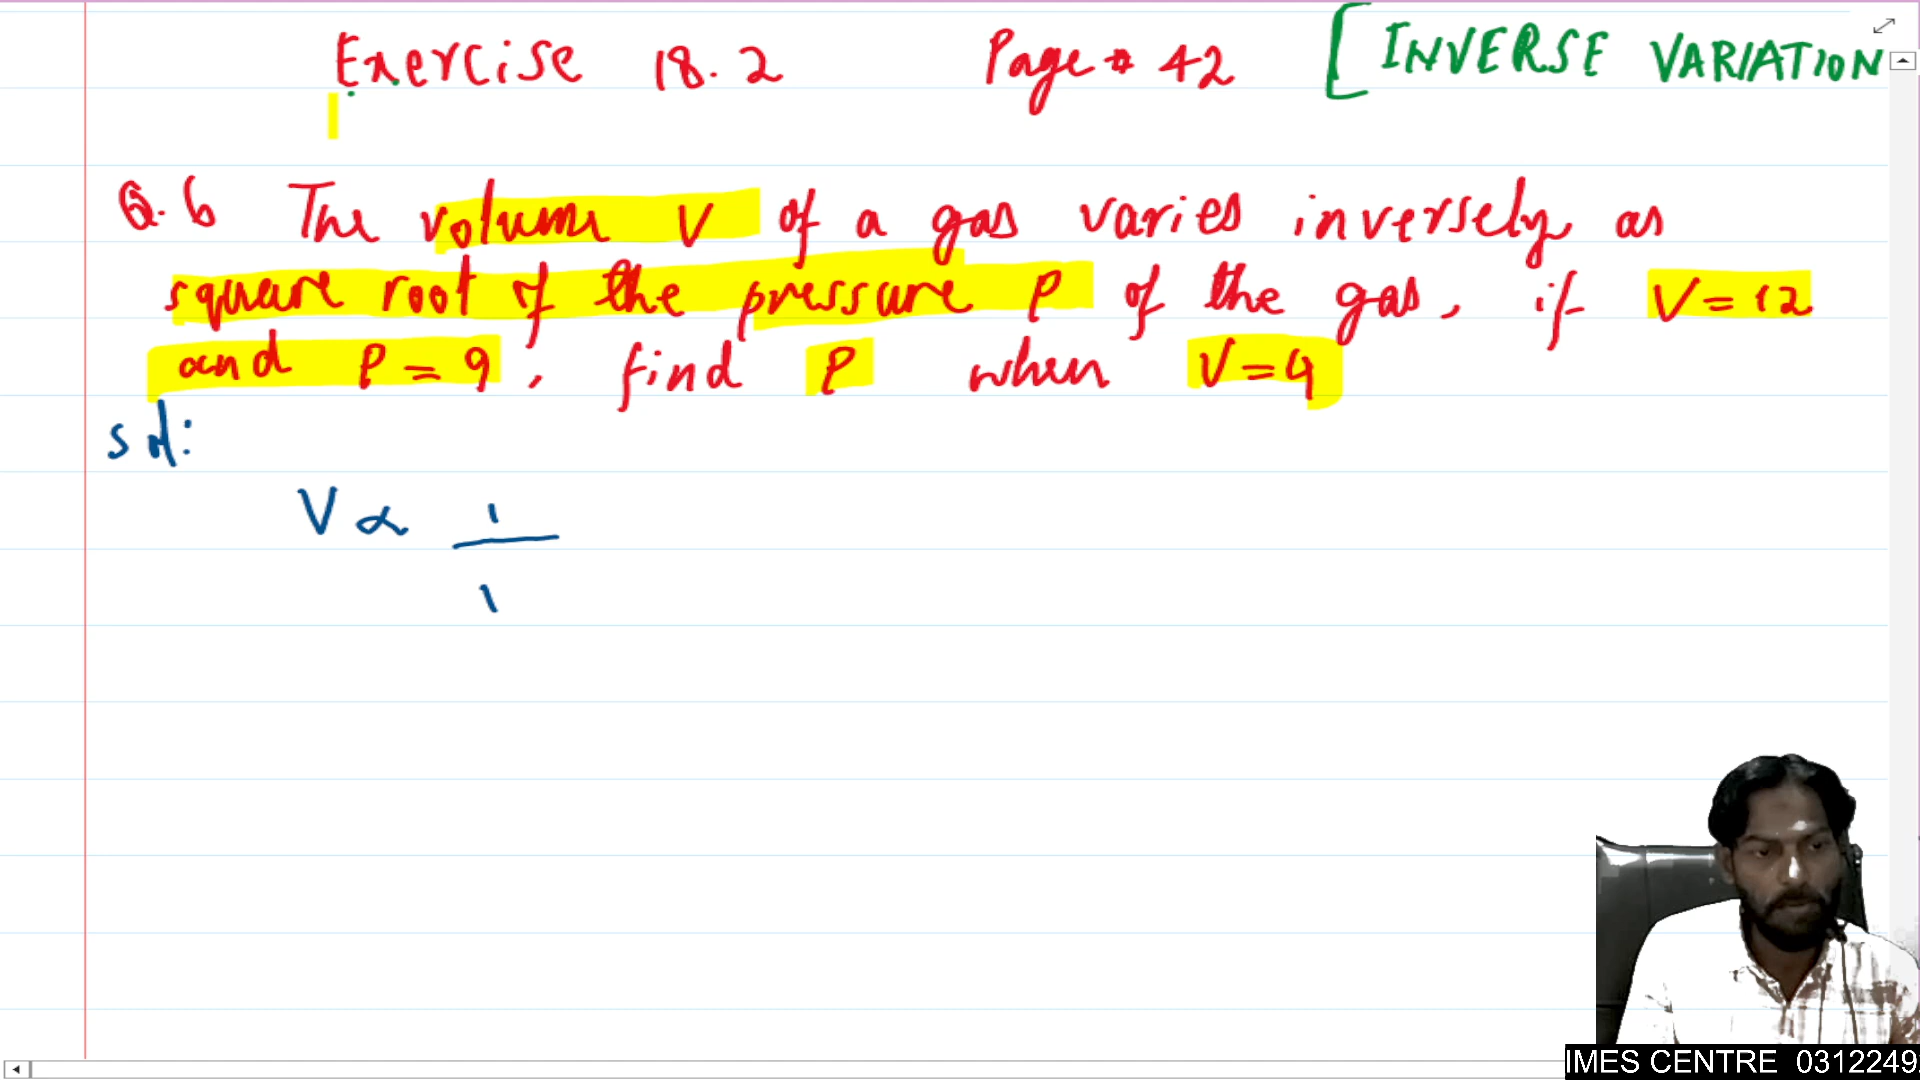 Exercise 18.2 Page # 42 [INVERSE VARIATION
Q.6 The volume V of a gas varies inversely as
square root of the pressure P of the gas, if V=12
and P=9, find P when V=4
Sol:
V ∝ 1
IMES CENTRE 0312249